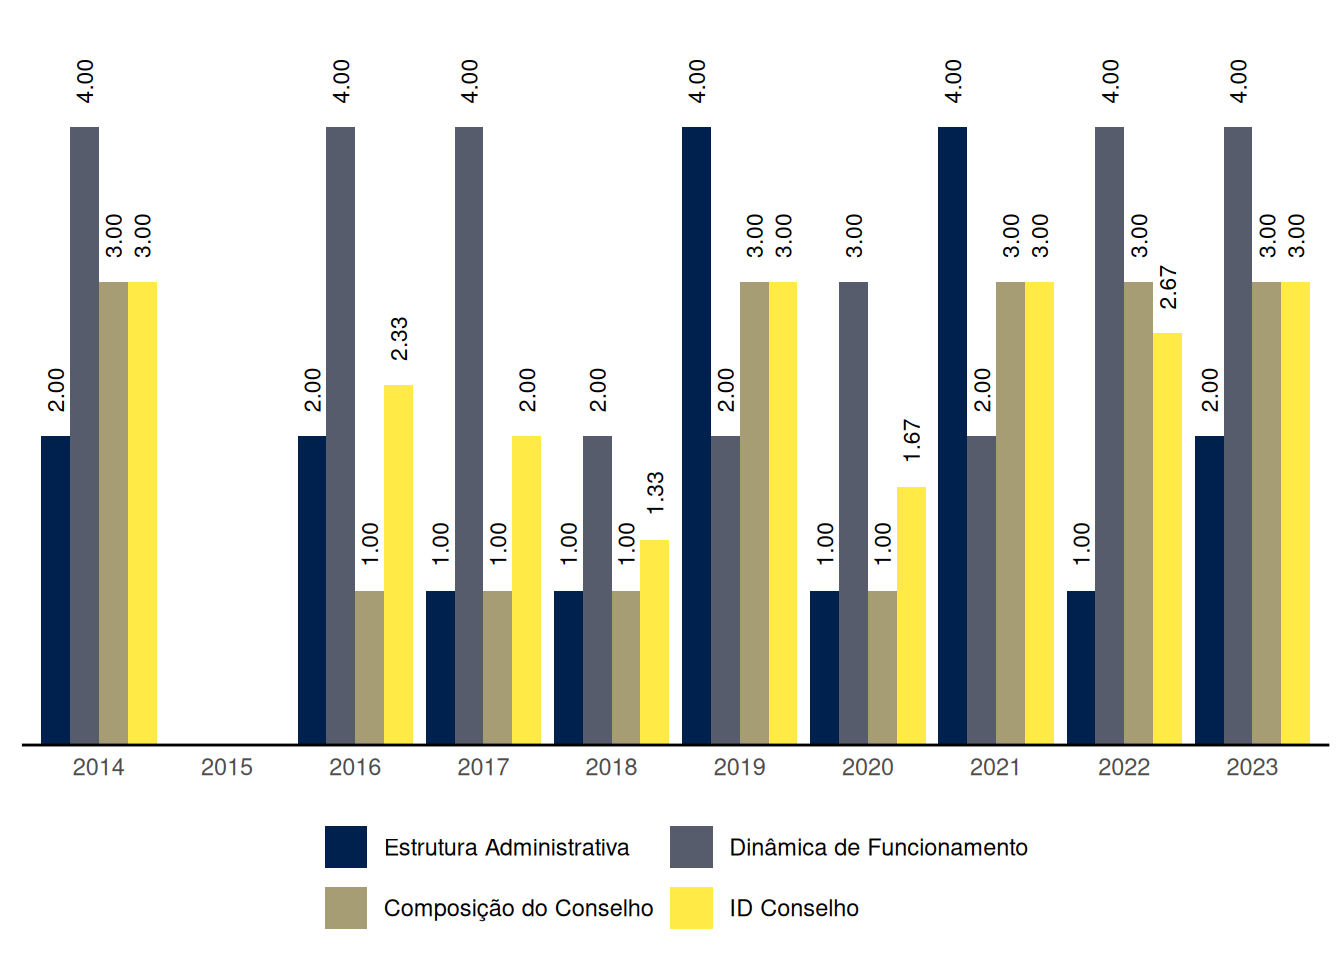 4.00 4.00 4.00 4.00 4.00 4.00 4.00
3.00 3.00 3.00 3.00 3.00 3.00 3.00 3.00 3.00 3.00
2.67
2.33
2.00 2.00 2.00 2.00 2.00 2.00 2.00
1.67
1.33
1.00 1.00 1.00 1.00 1.00 1.00 1.00 1.00
2014 2015 2016 2017 2018 2019 2020 2021 2022 2023
Estrutura Administrativa Dinâmica de Funcionamento
Composição do Conselho ID Conselho